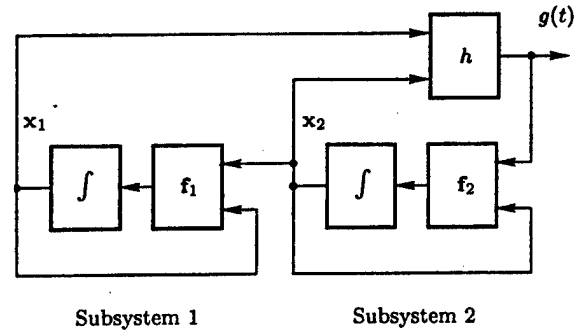 g(t)
h
x₁
x₂
∫
f₁
∫
f₂
Subsystem 1
Subsystem 2